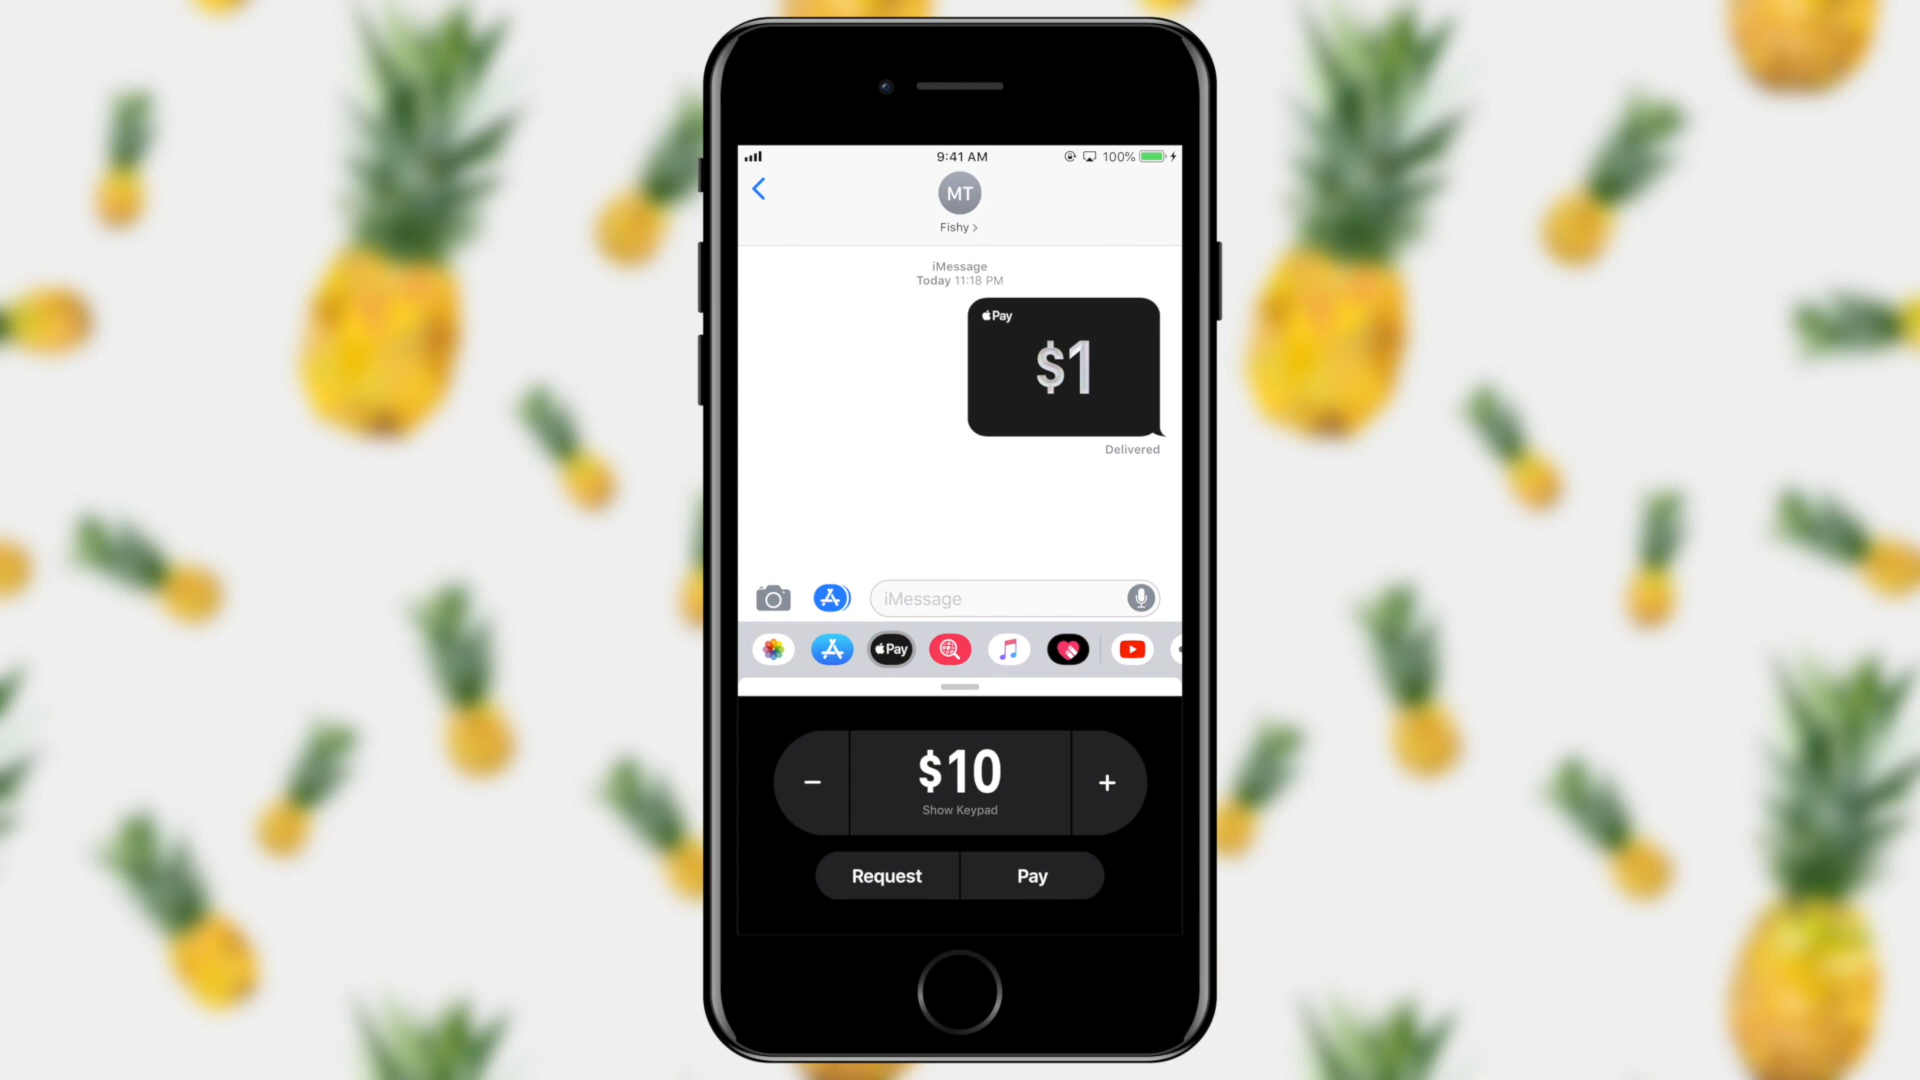 9:41 AM
100%
MT
Fishy >
iMessage
Today 11:18 PM
Pay
$1
Delivered
iMessage
Pay
− $10 +
Show Keypad
Request Pay